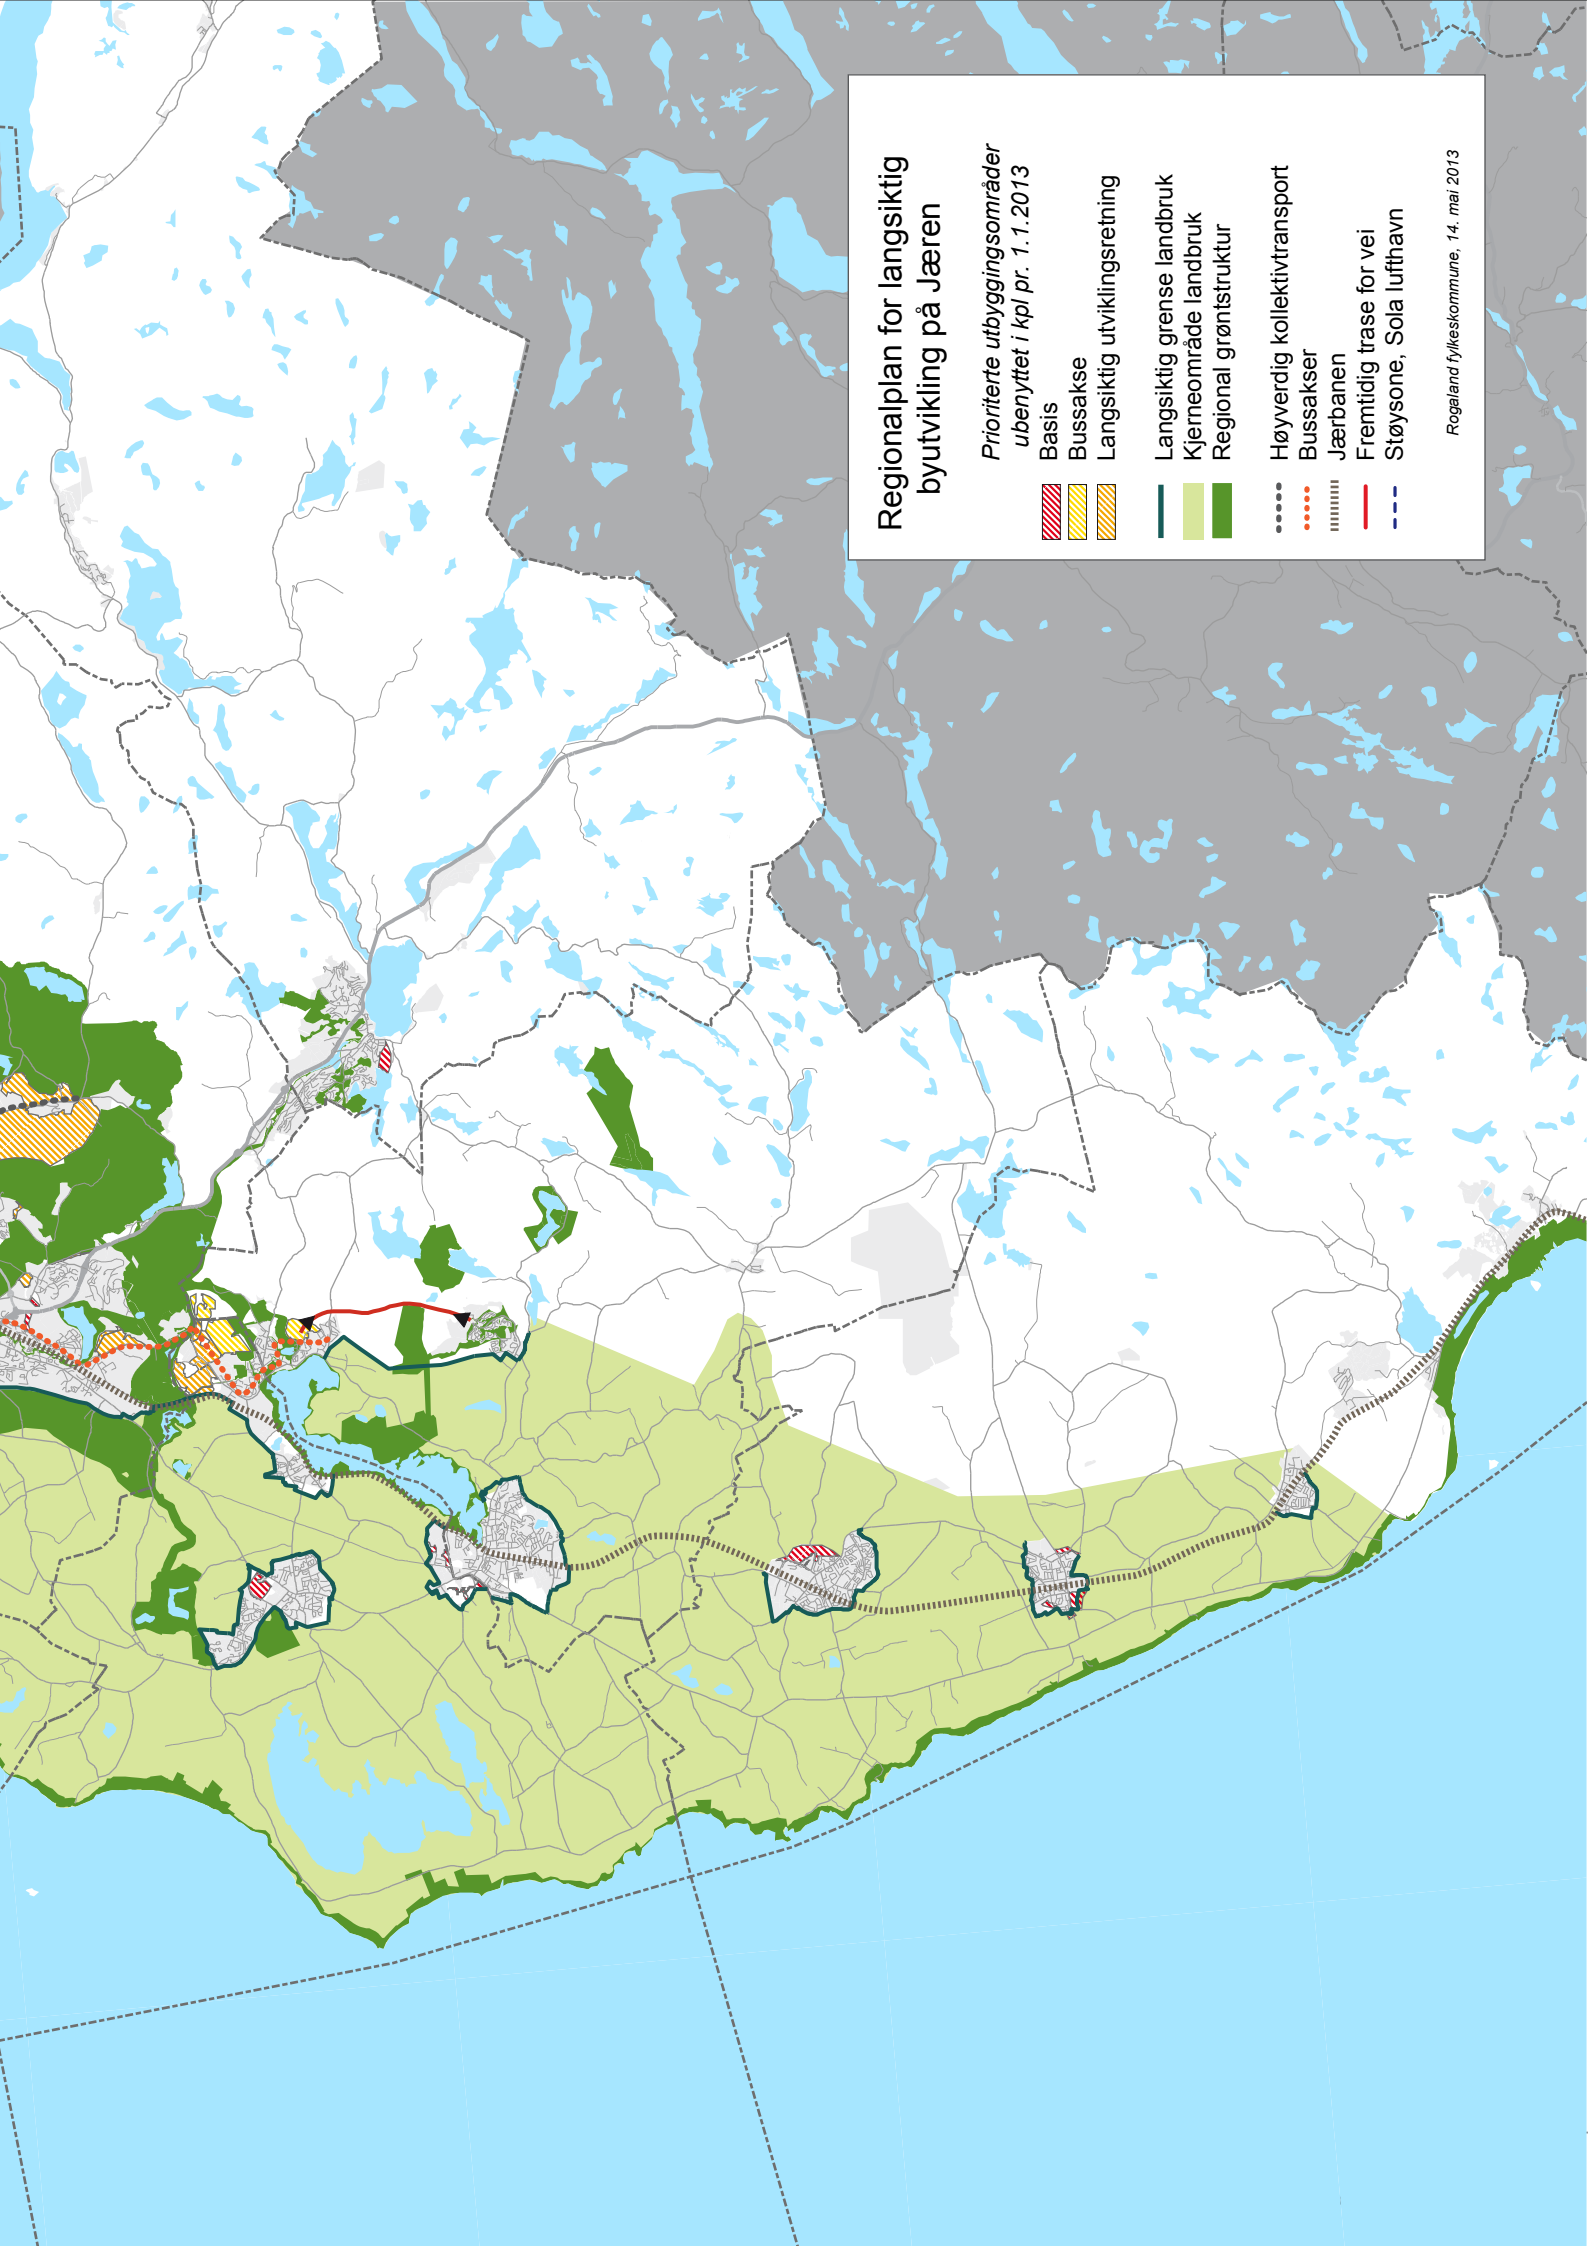 Regionalplan for langsiktig
byutvikling på Jæren
Prioriterte utbyggingsområder
ubenyttet i kpl pr. 1.1.2013
Basis
Bussakse
Langsiktig utviklingsretning
Langsiktig grense landbruk
Kjerneområde landbruk
Regional grøntstruktur
Høyverdig kollektivtransport
Bussakser
Jærbanen
Fremtidig trase for vei
Støysone, Sola lufthavn
Rogaland fylkeskommune, 14. mai 2013